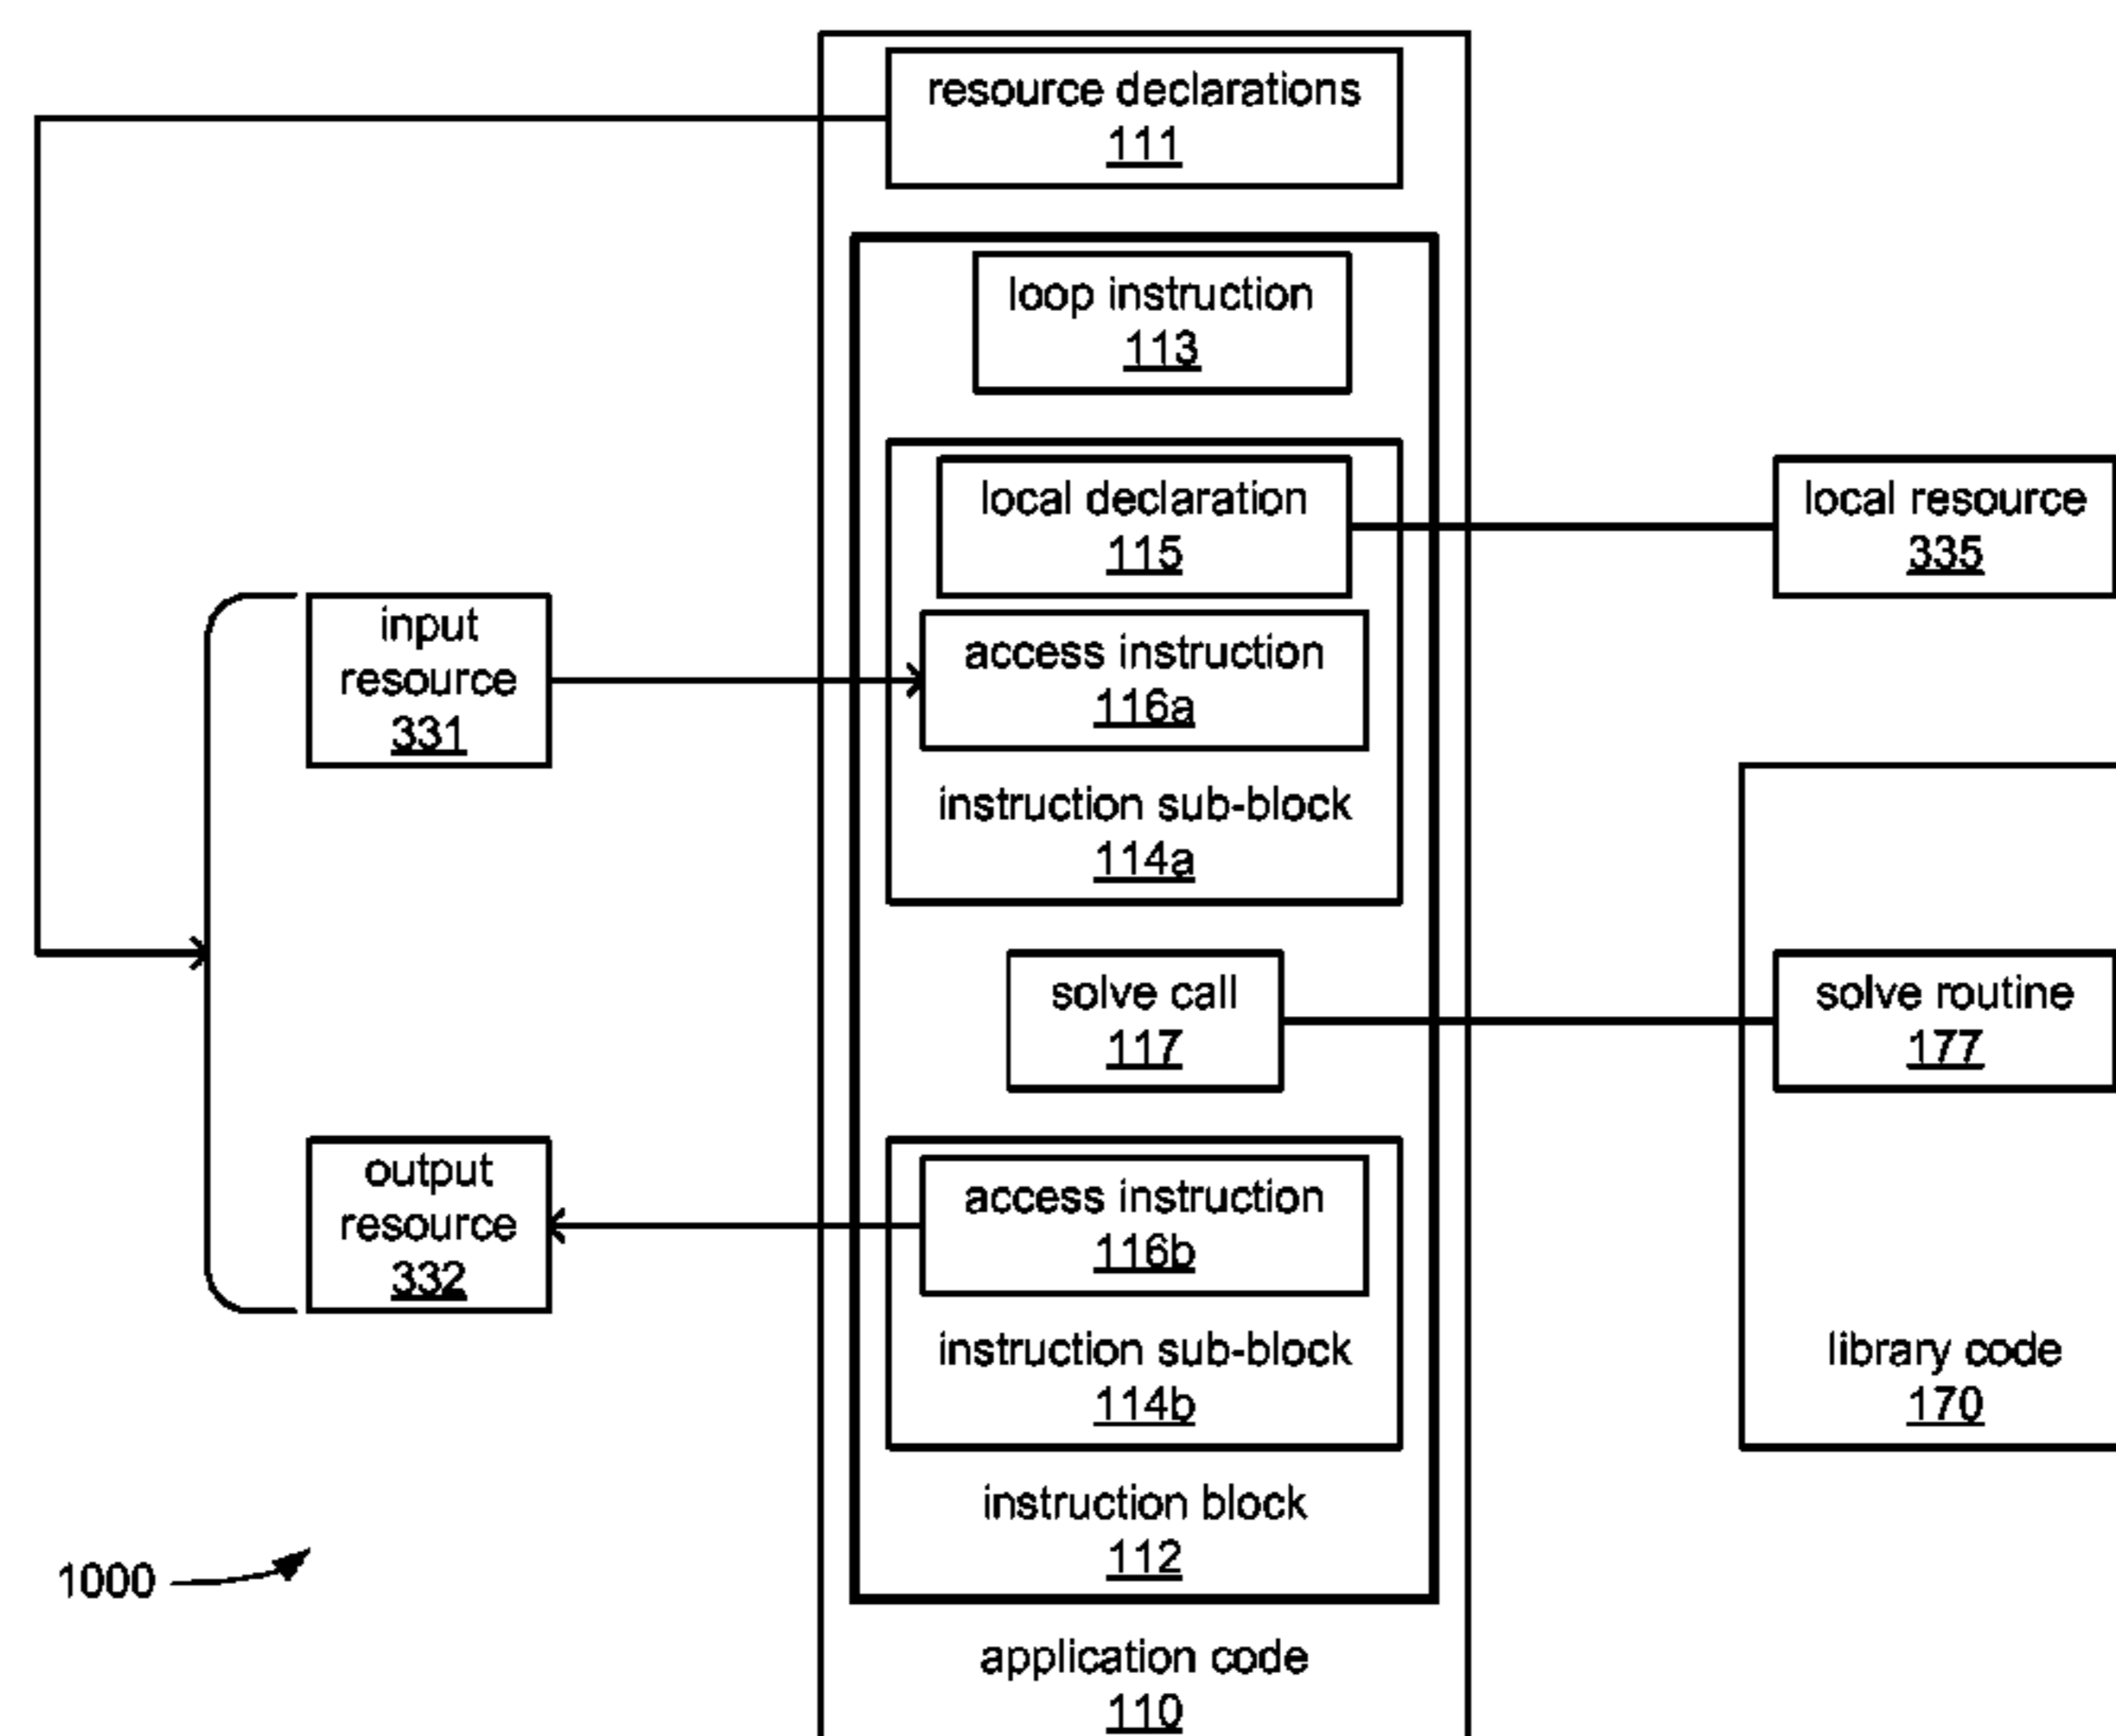 resource declarations
111
loop instruction
113
local declaration
115
local resource
335
input
resource
331
access instruction
116a
instruction sub-block
114a
solve call
117
solve routine
177
output
resource
332
access instruction
116b
instruction sub-block
114b
library code
170
instruction block
112
1000
application code
110